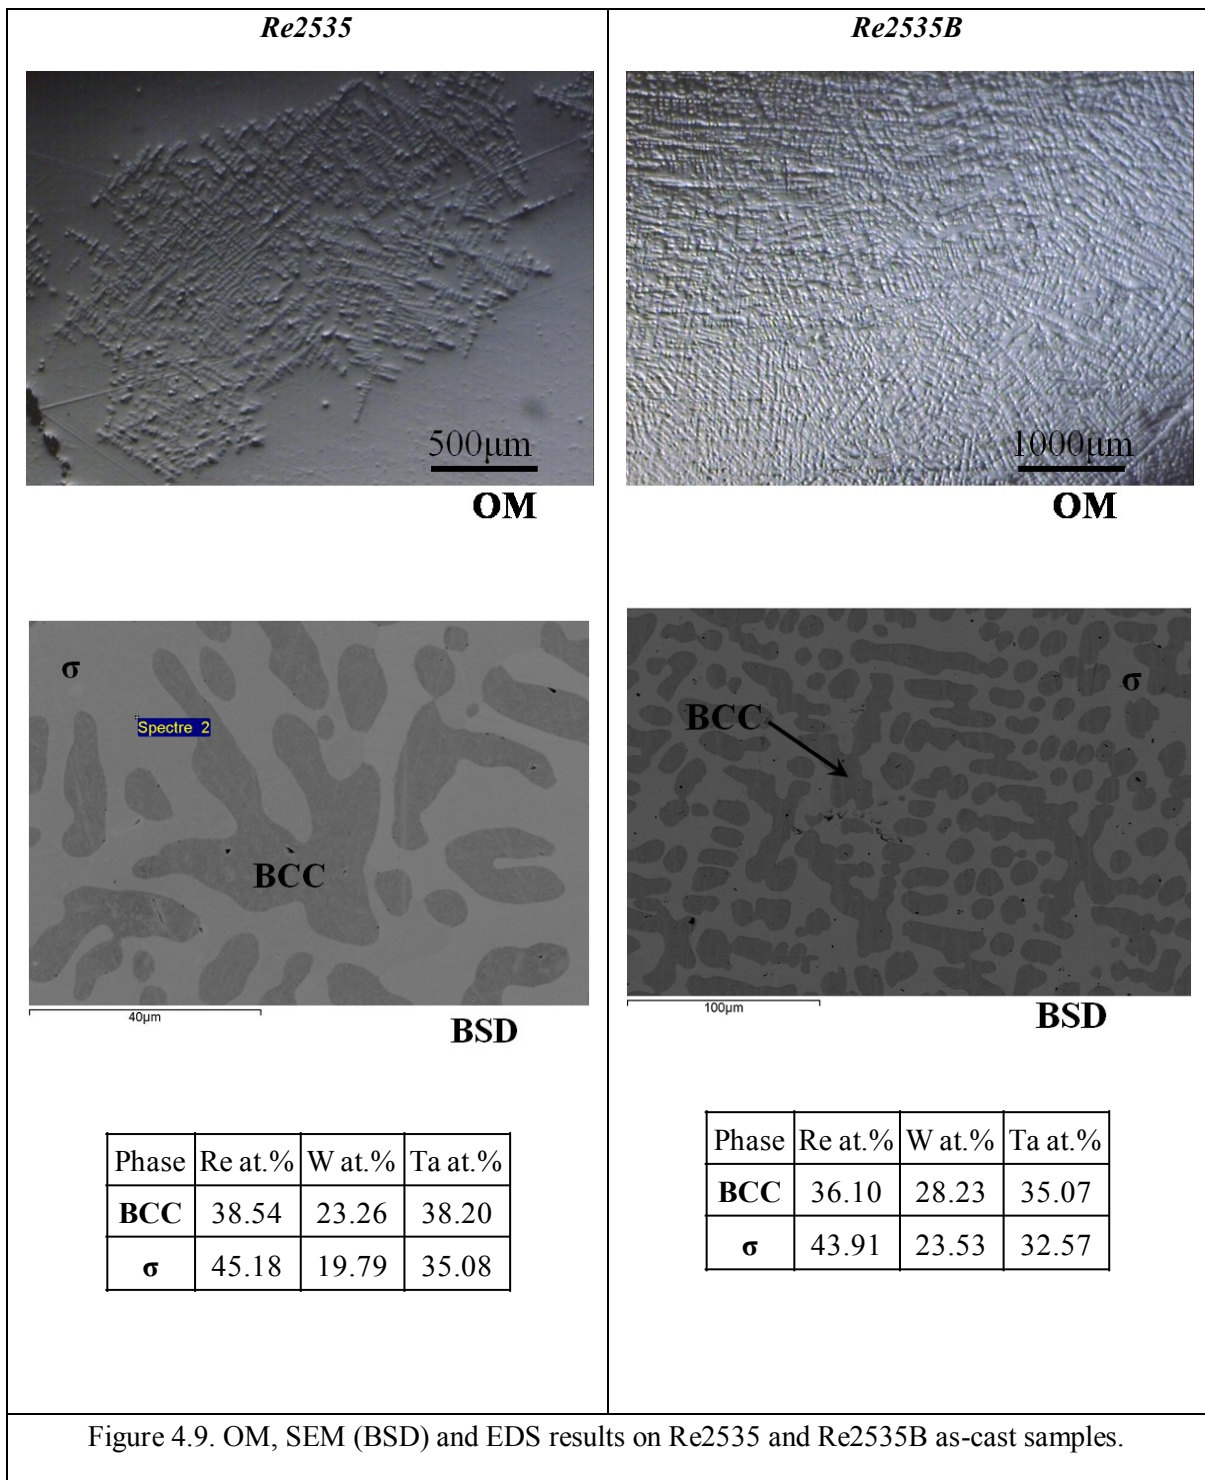 Re2535
Re2535B
500µm
OM
1000µm
OM
σ
Spectre 2
BCC
40µm
BSD
BCC
σ
100µm
BSD
Phase Re at.% W at.% Ta at.%
BCC 38.54 23.26 38.20
σ 45.18 19.79 35.08
Phase Re at.% W at.% Ta at.%
BCC 36.10 28.23 35.07
σ 43.91 23.53 32.57
Figure 4.9. OM, SEM (BSD) and EDS results on Re2535 and Re2535B as-cast samples.